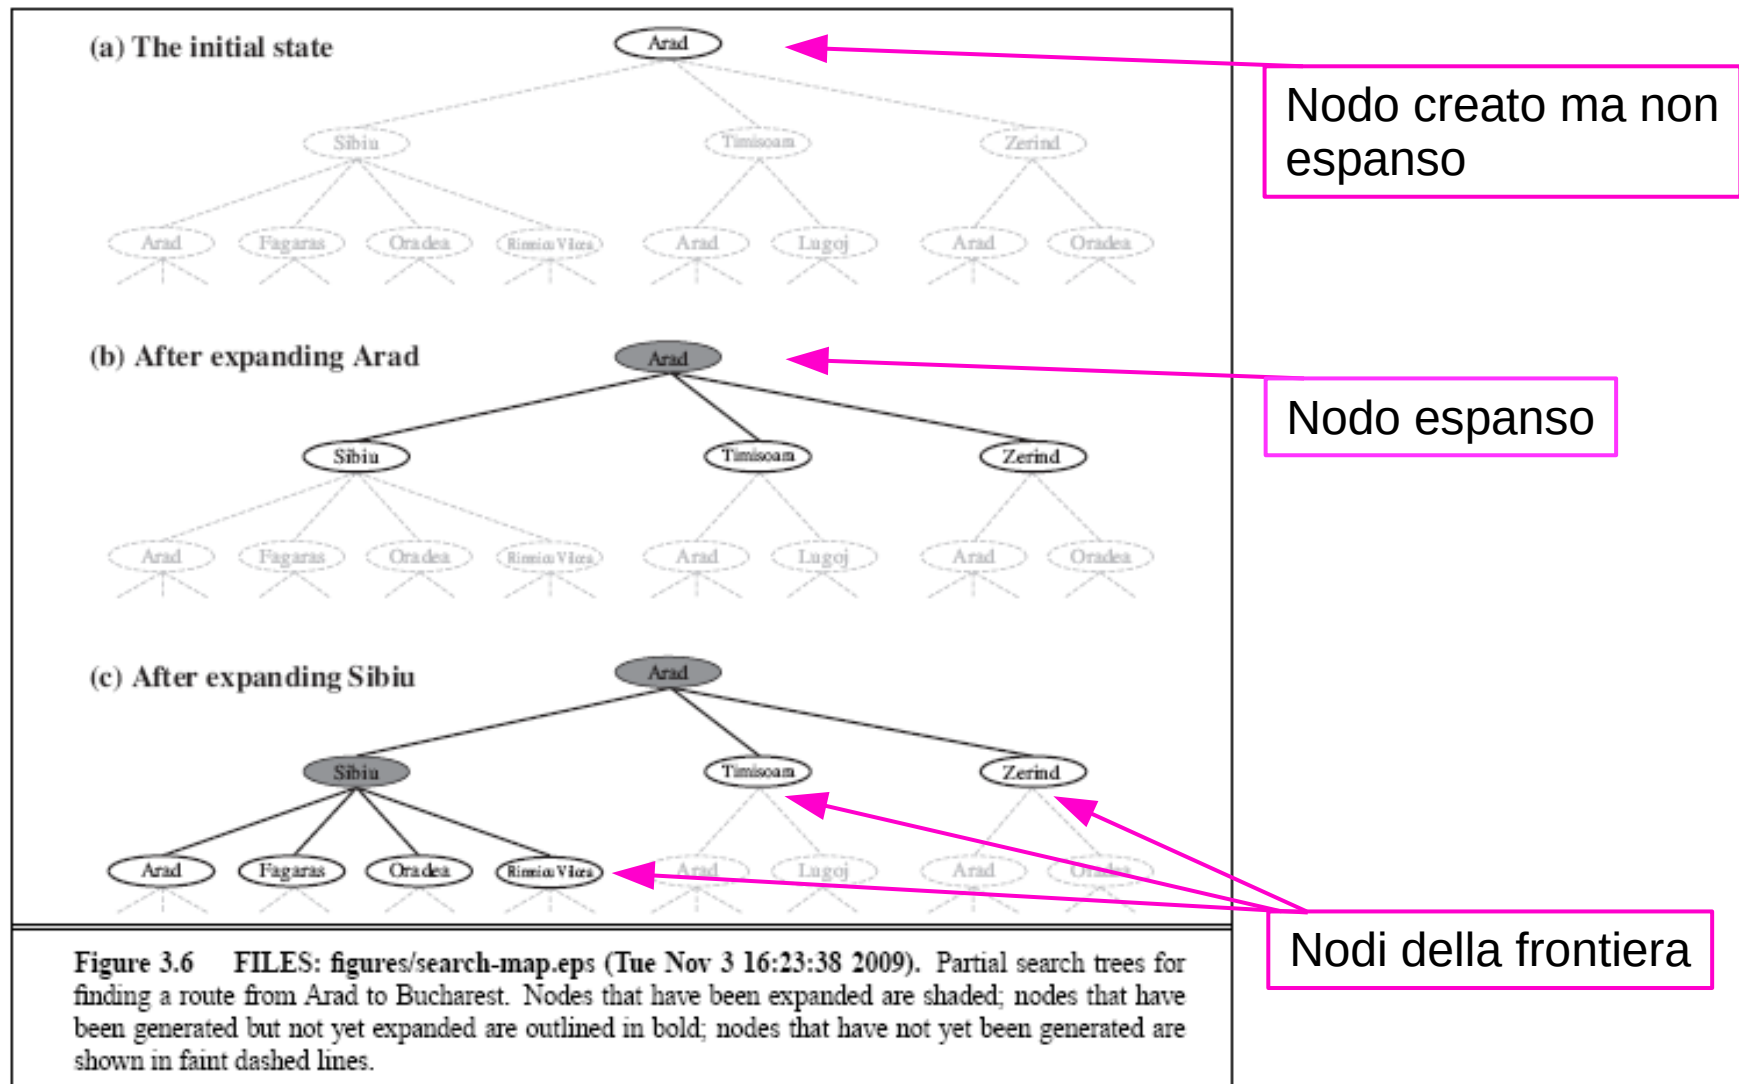 (a) The initial state
Arad
Sibiu Timisoara Zerind
Arad Fagaras Oradea Rimnicu Vilcea Arad Lugoj Arad Oradea
Nodo creato ma non
espanso
(b) After expanding Arad
Arad
Sibiu Timisoara Zerind
Arad Fagaras Oradea Rimnicu Vilcea Arad Lugoj Arad Oradea
Nodo espanso
(c) After expanding Sibiu
Arad
Sibiu Timisoara Zerind
Arad Fagaras Oradea Rimnicu Vilcea Arad Lugoj Arad Oradea
Nodi della frontiera
Figure 3.6 FILES: figures/search-map.eps (Tue Nov 3 16:23:38 2009). Partial search trees for
finding a route from Arad to Bucharest. Nodes that have been expanded are shaded; nodes that have
been generated but not yet expanded are outlined in bold; nodes that have not yet been generated are
shown in faint dashed lines.